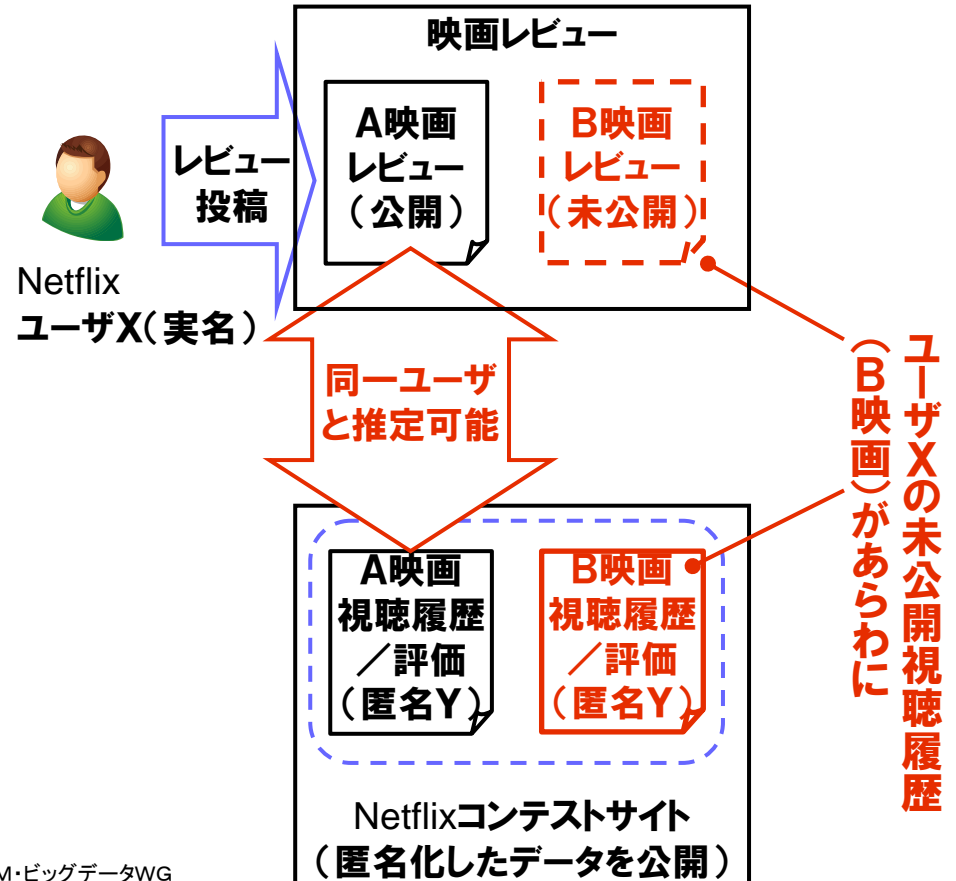 映画レビュー
A映画
レビュー
(公開)
B映画
レビュー
(未公開)
レビュー
投稿
Netflix
ユーザX(実名)
同一ユーザ
と推定可能
ユーザXの未公開視聴履歴
(B映画)があらわに
A映画
視聴履歴
/評価
(匿名Y)
B映画
視聴履歴
/評価
(匿名Y)
Netflixコンテストサイト
(匿名化したデータを公開)
M・ビッグデータWG